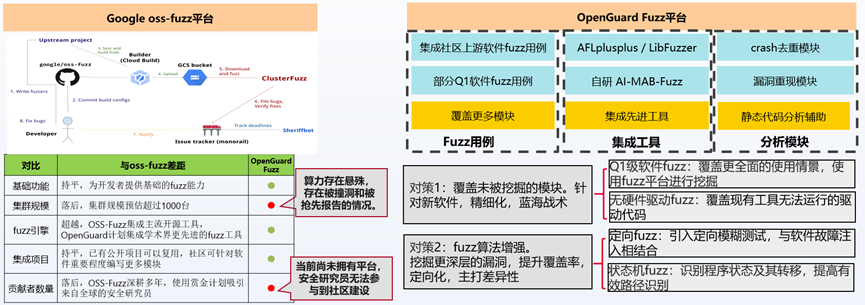 Google oss-fuzz平台
Upstream project
3. Sync and
build from
Builder
(Cloud Build)
GCS bucket
google/oss-fuzz
4. Upload
5. Download
and fuzz
ClusterFuzz
1. Write fuzzers
2. Commit build configs
6. File bugs,
Verify fixes
8. Fix bugs
Developer
7. Notify
Track deadlines
Issue tracker (monorail)
Sheriffbot
对比
与oss-fuzz差距
OpenGuard
Fuzz
基础功能
持平，为开发者提供基础的fuzz能力
集群规模
落后，集群规模预估超过1000台
fuzz引擎
超越，OSS-Fuzz集成主流开源工具，
OpenGuard计划集成学术界更先进的fuzz工具
集成项目
持平，已有公开项目可以复用，社区可针对软
件重要程度编写更多模块
贡献者数量
落后，OSS-Fuzz深耕多年，使用赏金计划吸引
来自全球的安全研究员
算力存在悬殊，
存在被撞洞和被
抢先报告的情况。
当前尚未拥有平台，
安全研究员无法参
与到社区建设
OpenGuard Fuzz平台
集成社区上游软件fuzz用例
部分Q1软件fuzz用例
覆盖更多模块
Fuzz用例
AFLplusplus / LibFuzzer
自研 AI-MAB-Fuzz
集成先进工具
集成工具
crash去重模块
漏洞重现模块
静态代码分析辅助
分析模块
对策1：覆盖未被挖掘的模块。针
对新软件，精细化，蓝海战术
Q1级软件fuzz：覆盖更全面的使用情景，使
用fuzz平台进行挖掘
无硬件驱动fuzz：覆盖现有工具无法运行的驱
动代码
对策2：fuzz算法增强。
挖掘更深层的漏洞，提升覆盖率，
定向化，主打差异性
定向fuzz：引入定向模糊测试，与软件故障注
入相结合
状态机fuzz：识别程序状态及其转移，提高有
效路径识别